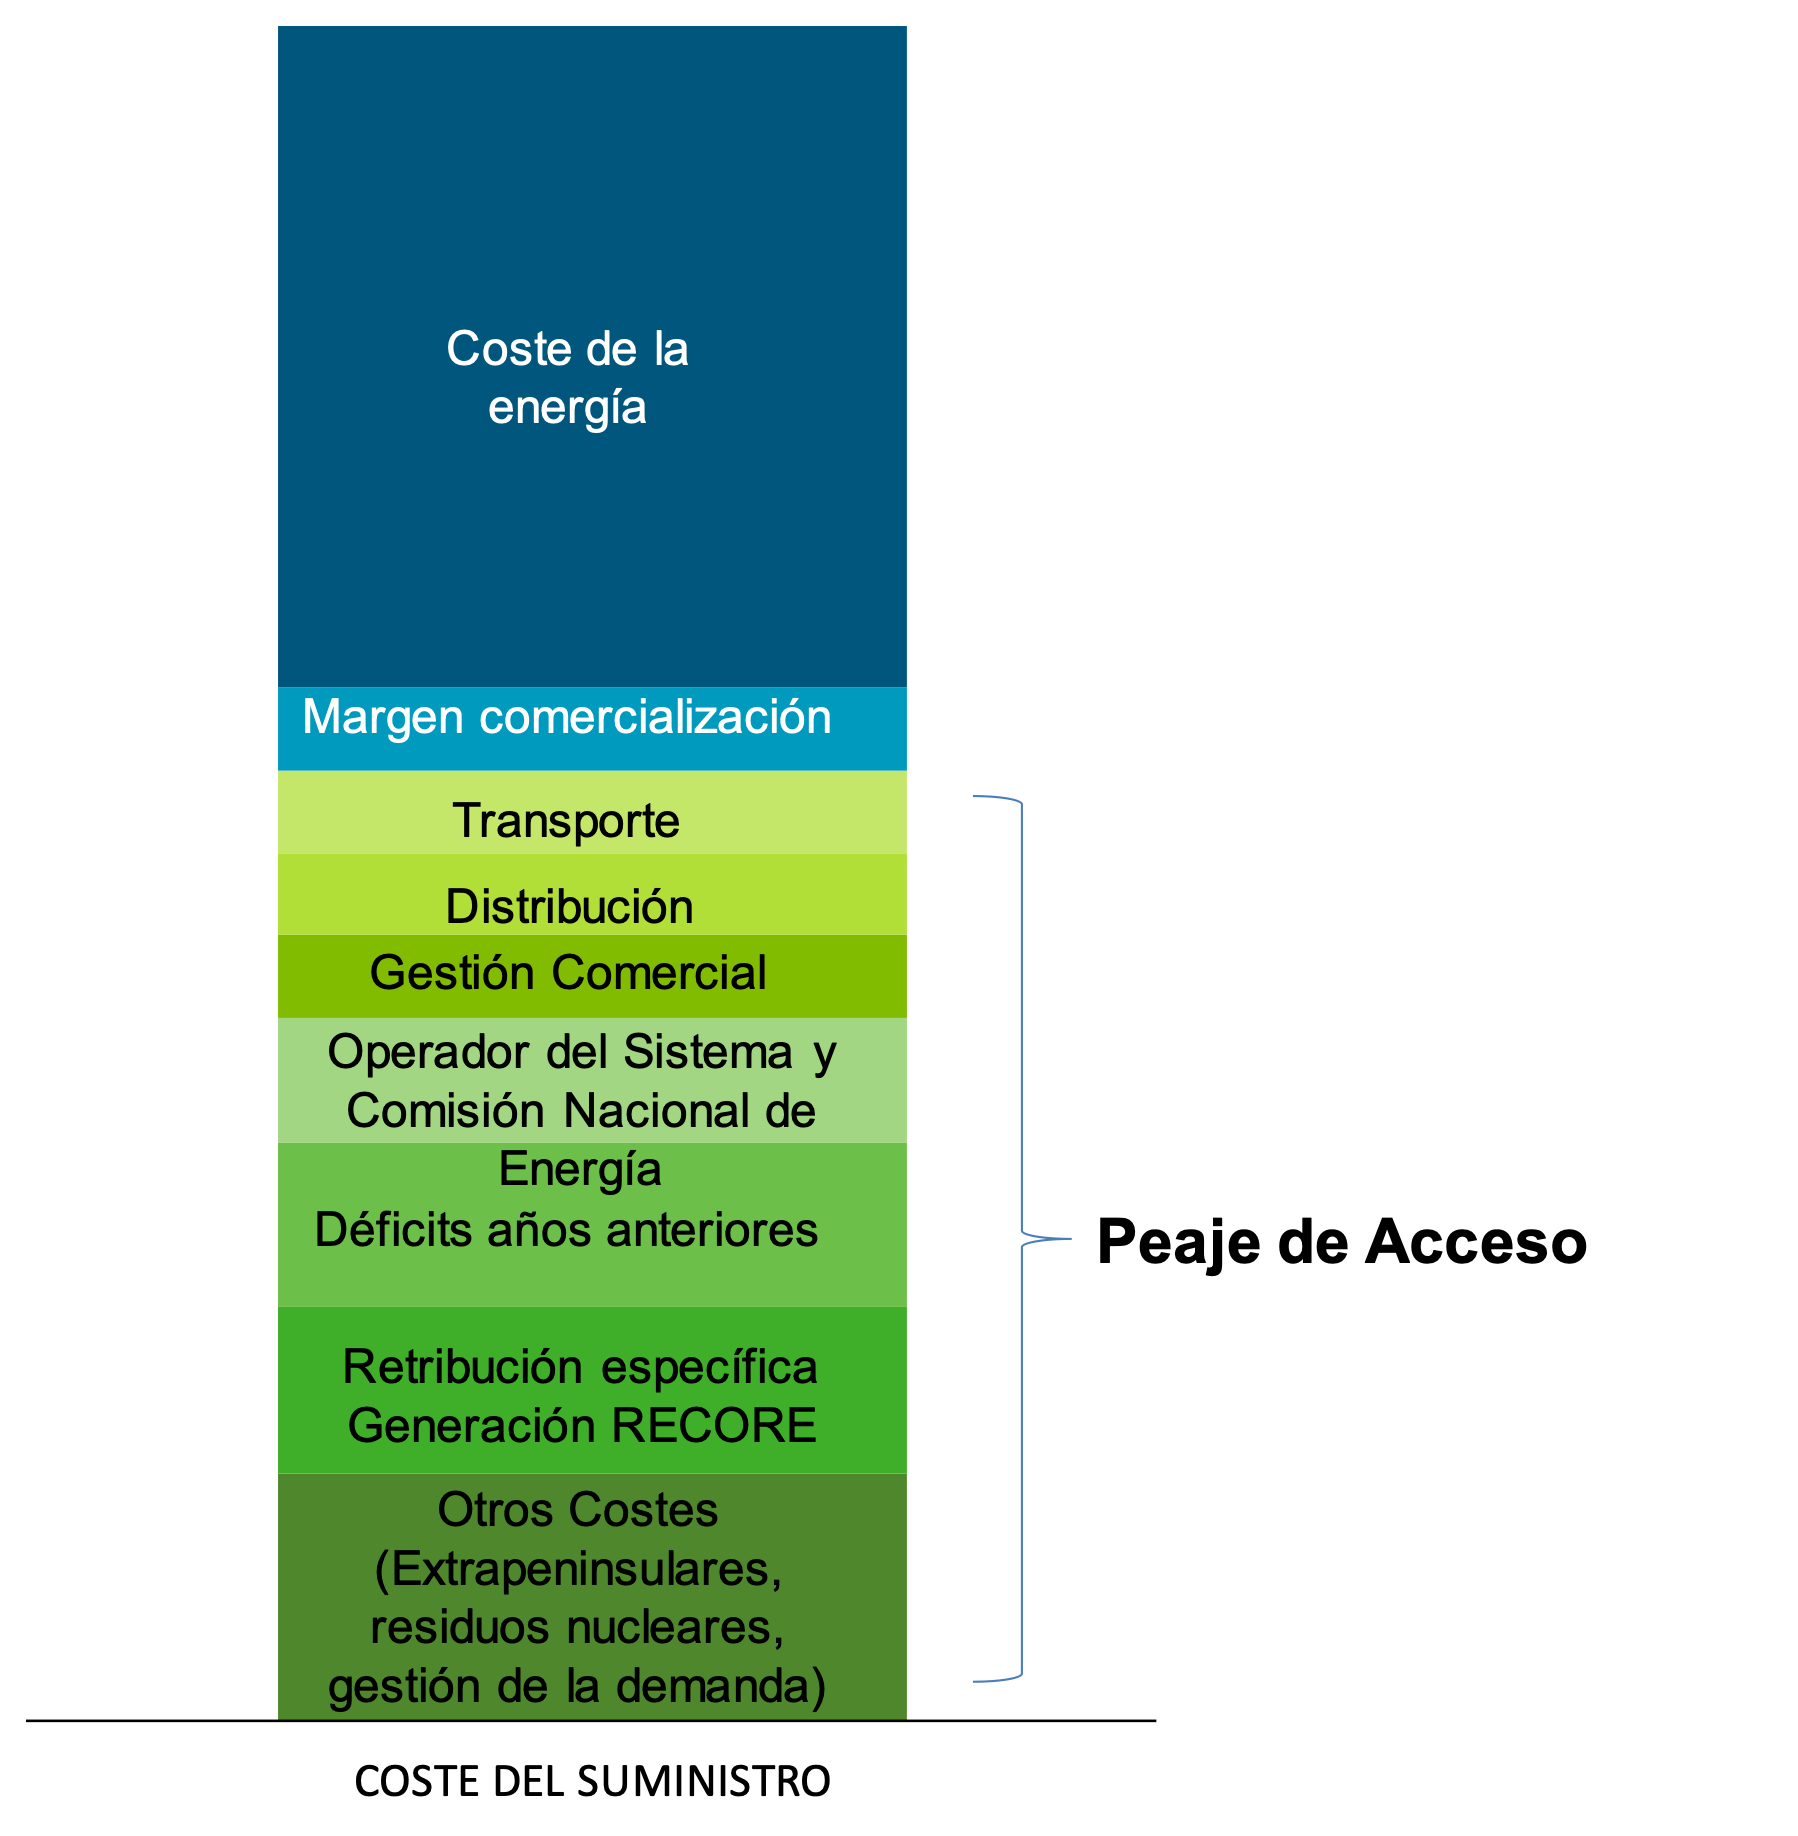 Coste de la
energía
Margen comercialización
Transporte
Distribución
Gestión Comercial
Operador del Sistema y
Comisión Nacional de
Energía
Déficits años anteriores
Retribución específica
Generación RECORE
Otros Costes
(Extrapeninsulares,
residuos nucleares,
gestión de la demanda)
Peaje de Acceso
COSTE DEL SUMINISTRO